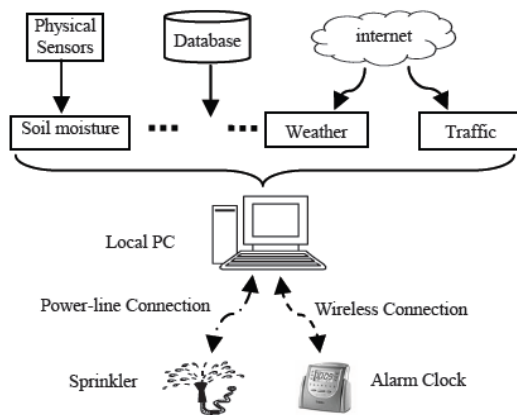 Physical
Sensors
Database
internet
Soil moisture
Weather
Traffic
Local PC
Power-line Connection
Wireless Connection
Sprinkler
Alarm Clock